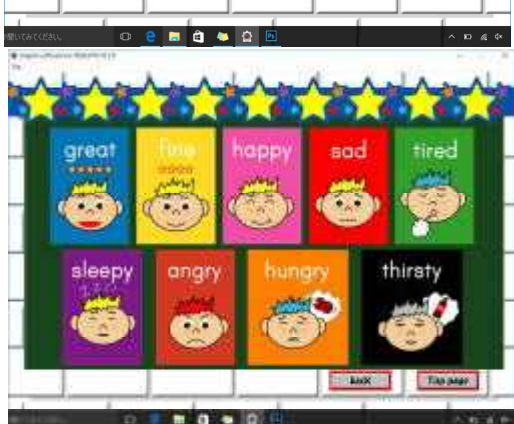 great fine happy sad tired
sleepy angry hungry thirsty
back Top page